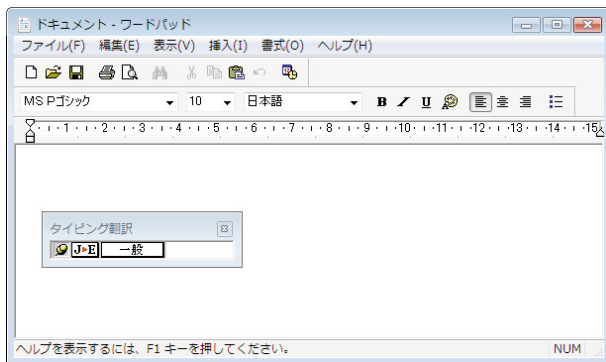 ドキュメント - ワードパッド
ファイル(F) 編集(E) 表示(V) 挿入(I) 書式(O) ヘルプ(H)
MS Pゴシック 10 日本語 B I U
1 2 3 4 5 6 7 8 9 10 11 12 13 14 15
タイピング翻訳
J▶E 一般
ヘルプを表示するには、F1 キーを押してください。 NUM